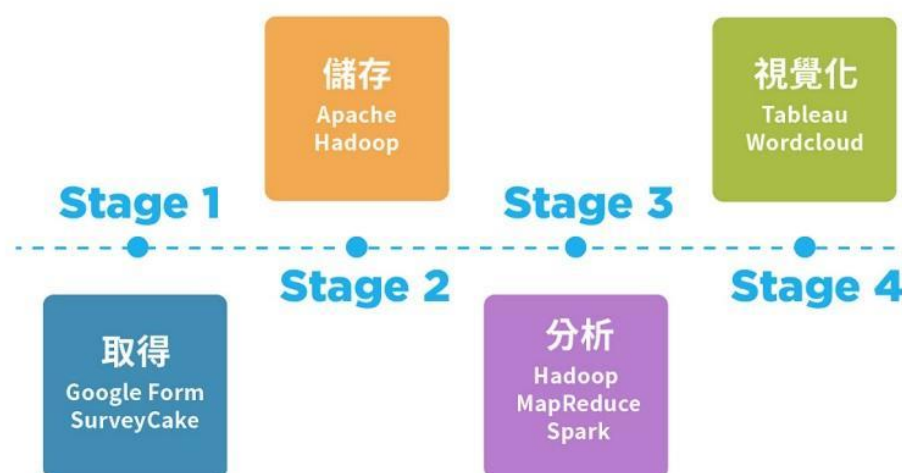 Stage 1
取得
Google Form
SurveyCake
儲存
Apache
Hadoop
Stage 2
Stage 3
分析
Hadoop
MapReduce
Spark
視覺化
Tableau
Wordcloud
Stage 4